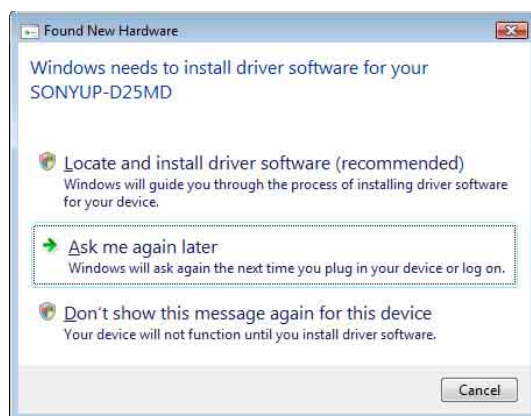 Found New Hardware
Windows needs to install driver software for your
SONYUP-D25MD
Locate and install driver software (recommended)
Windows will guide you through the process of installing driver software
for your device.
Ask me again later
Windows will ask again the next time you plug in your device or log on.
Don't show this message again for this device
Your device will not function until you install driver software.
Cancel